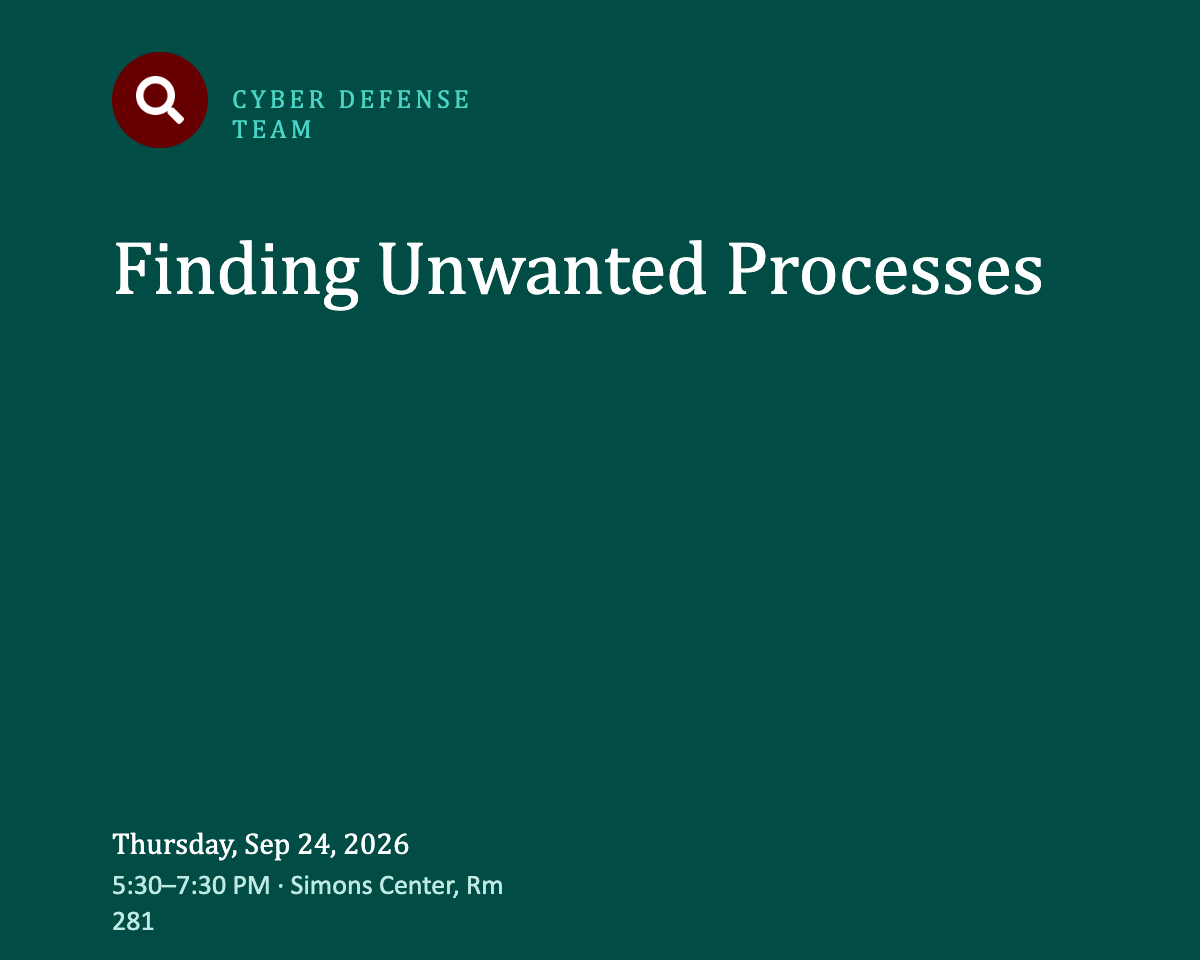 CYBER DEFENSE
TEAM
Finding Unwanted Processes
Thursday, Sep 24, 2026
5:30–7:30 PM · Simons Center, Rm
281